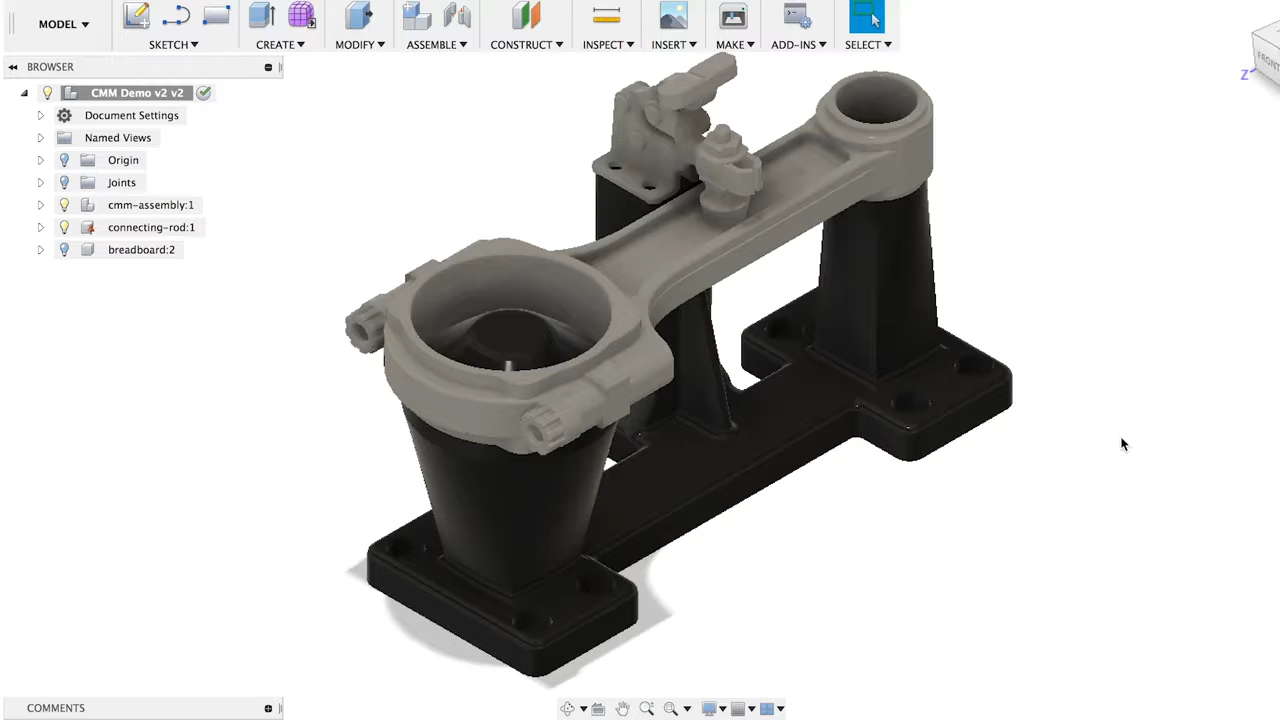 MODEL
SKETCH
CREATE
MODIFY
ASSEMBLE
CONSTRUCT
INSPECT
INSERT
MAKE
ADD-INS
SELECT
BROWSER
CMM Demo v2 v2
Document Settings
Named Views
Origin
Joints
cmm-assembly:1
connecting-rod:1
breadboard:2
FRONT
Z
COMMENTS